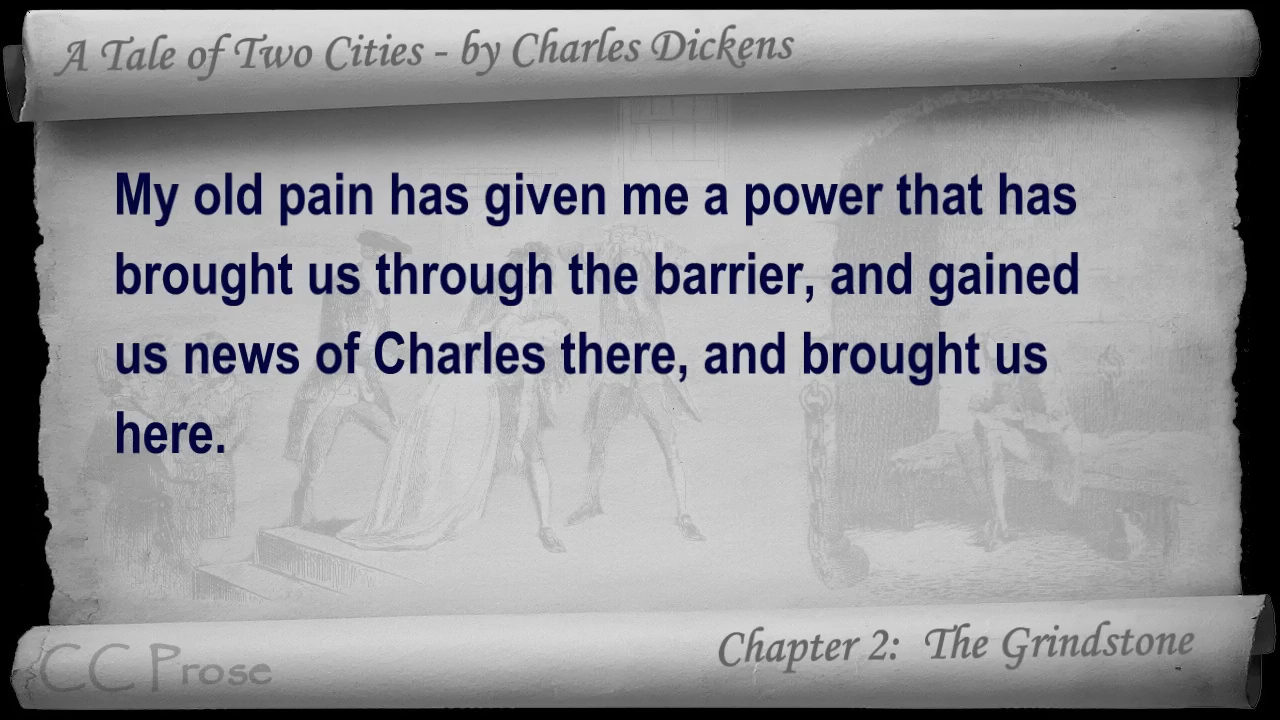 A Tale of Two Cities - by Charles Dickens
My old pain has given me a power that has
brought us through the barrier, and gained
us news of Charles there, and brought us
here.
Chapter 2: The Grindstone
CC Prose